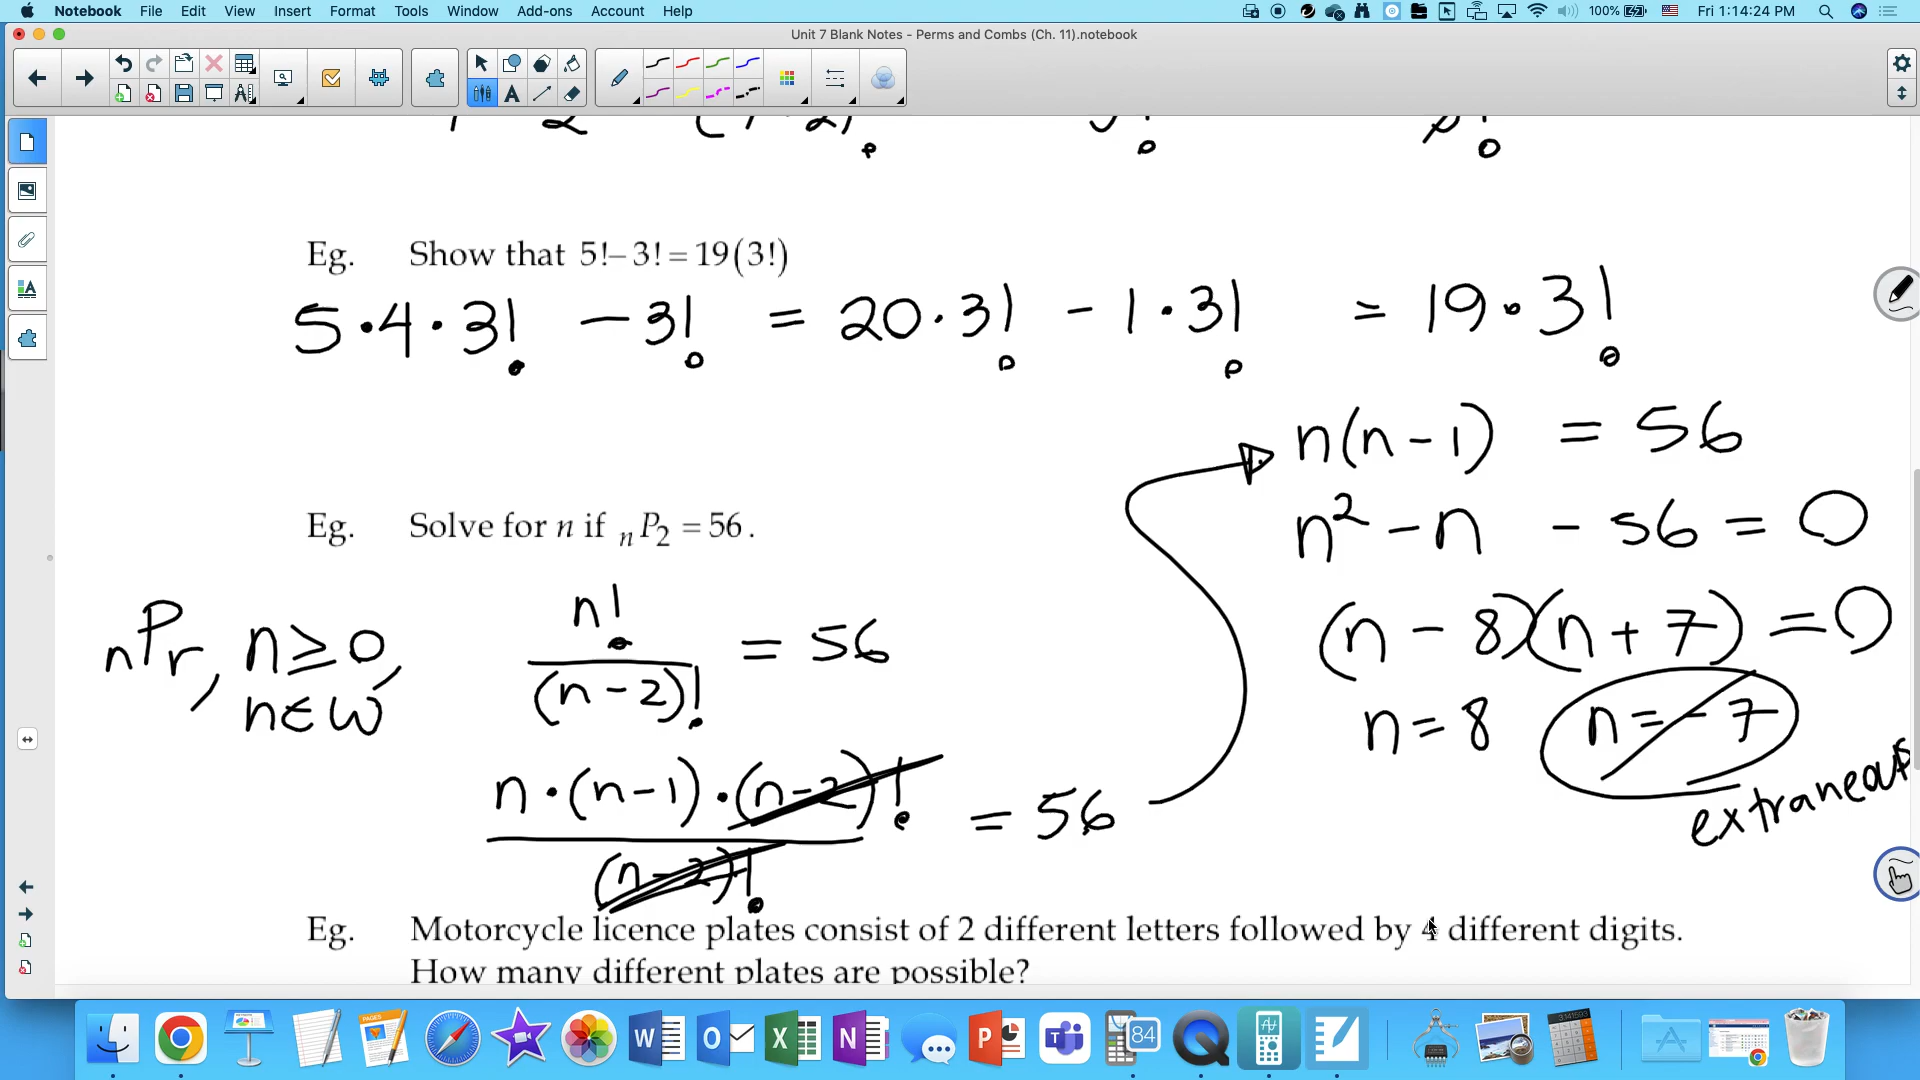 Notebook File Edit View Insert Format Tools Window Add-ons Account Help 100% Fri 1:14:24 PM
Unit 7 Blank Notes - Perms and Combs (Ch. 11).notebook
Eg. Show that 5!–3! = 19(3!)
5·4·3! – 3! = 20·3! – 1·3! = 19·3!
n(n–1) = 56
n² – n – 56 = 0
(n – 8)(n + 7) = 0
n = 8 n = – 7
extraneous
Eg. Solve for n if ₙP₂ = 56.
nPr, n ≥ 0,
n ∈ W
n! / (n–2)! = 56
n·(n–1)·(n–2)! / (n–2)! = 56
Eg. Motorcycle licence plates consist of 2 different letters followed by 4 different digits.
How many different plates are possible?
84